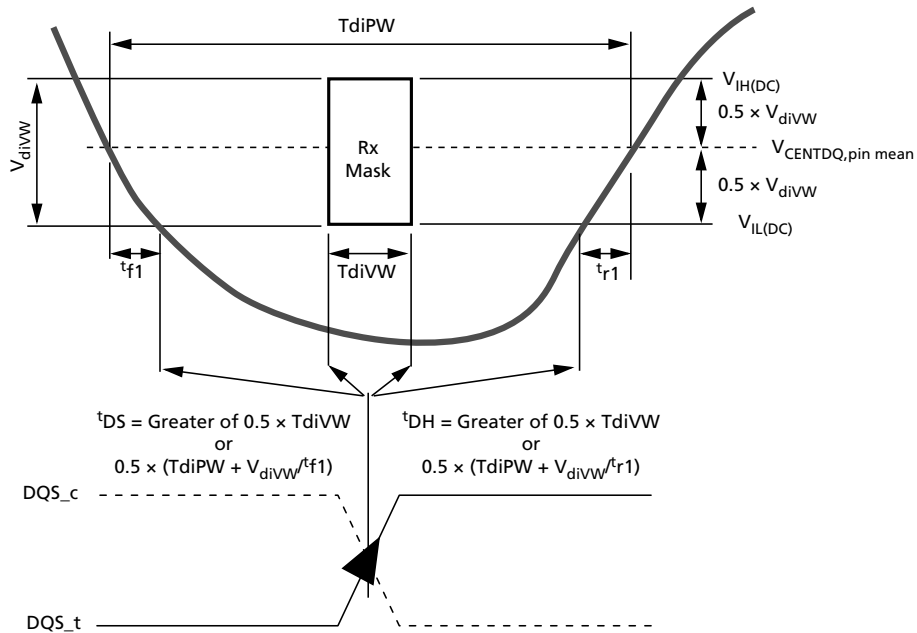 TdiPW
VIH(DC)
0.5 × VdiVW
VdiVW
Rx
Mask
VCENTDQ,pin mean
0.5 × VdiVW
VIL(DC)
tf1
TdiVW
tr1
tDS = Greater of 0.5 × TdiVW
or
0.5 × (TdiPW + VdiVW/tf1)
tDH = Greater of 0.5 × TdiVW
or
0.5 × (TdiPW + VdiVW/tr1)
DQS_c
DQS_t